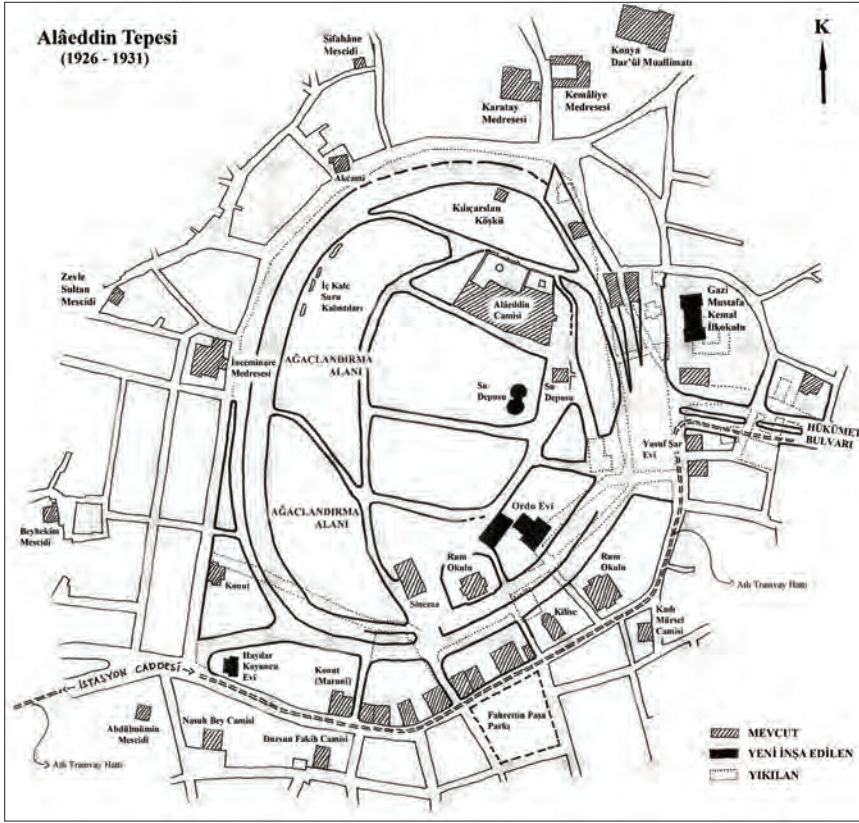 Alâeddin Tepesi
(1926 - 1931)
K
Şifahâne
Mescidi
Konya
Dar'ül Muallimatı
Karatay
Medresesi
Kemâliye
Medresesi
Akcami
Kılıçarslan
Köşkü
Zevle
Sultan
Mescidi
İç Kale
Suru
Kalıntıları
Alâeddin
Camisi
Gazi
Mustafa
Kemal
İlkokulu
İnceminare
Medresesi
AĞAÇLANDIRMA
ALANI
Su
Deposu
Su
Deposu
Yusuf Şar
Evi
HÜKÜMET
BULVARI
Beyhekim
Mescidi
AĞAÇLANDIRMA
ALANI
Ordu Evi
Rum
Okulu
Rum
Okulu
Atlı Tramvay Hattı
Konut
Sinema
Kilise
Kadı
Mürsel
Camisi
Haydar
Koyuncu
Evi
Konut
(Maruni)
İSTASYON CADDESİ
Abdülmümin
Mescidi
Nasuh Bey Camisi
Dursun Fakih Camisi
Fahrettin Paşa
Parkı
Atlı Tramvay Hattı
MEVCUT
YENİ İNŞA EDİLEN
YIKILAN